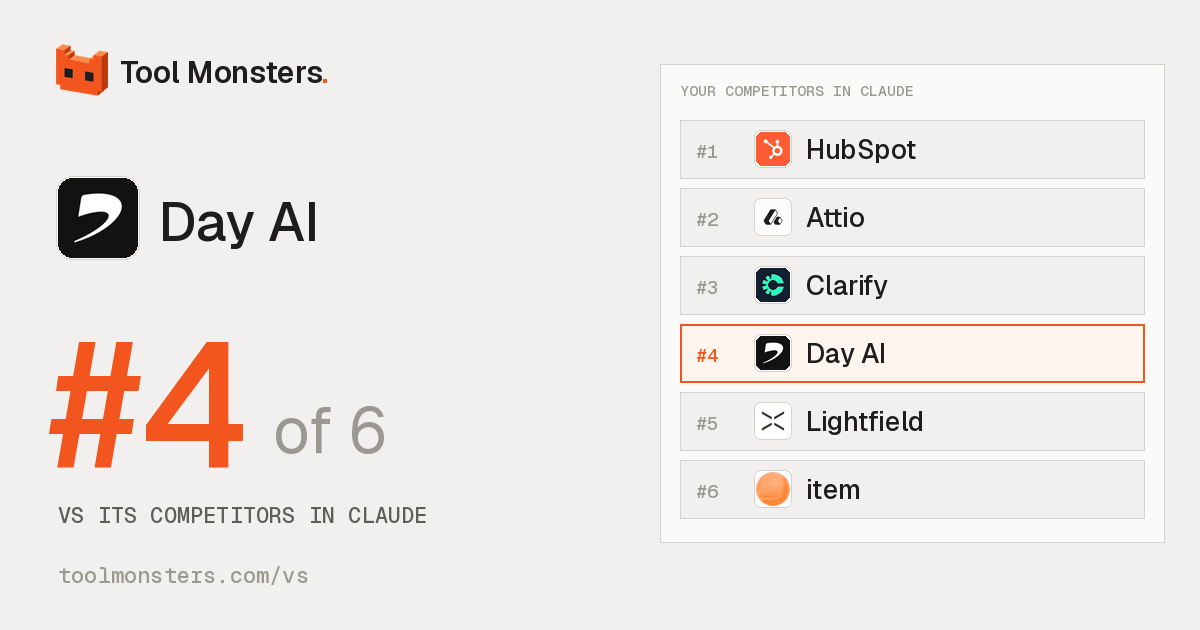 Tool Monsters.
Day AI
#4 of 6
VS ITS COMPETITORS IN CLAUDE
toolmonsters.com/vs
YOUR COMPETITORS IN CLAUDE
#1 HubSpot
#2 Attio
#3 Clarify
#4 Day AI
#5 Lightfield
#6 item